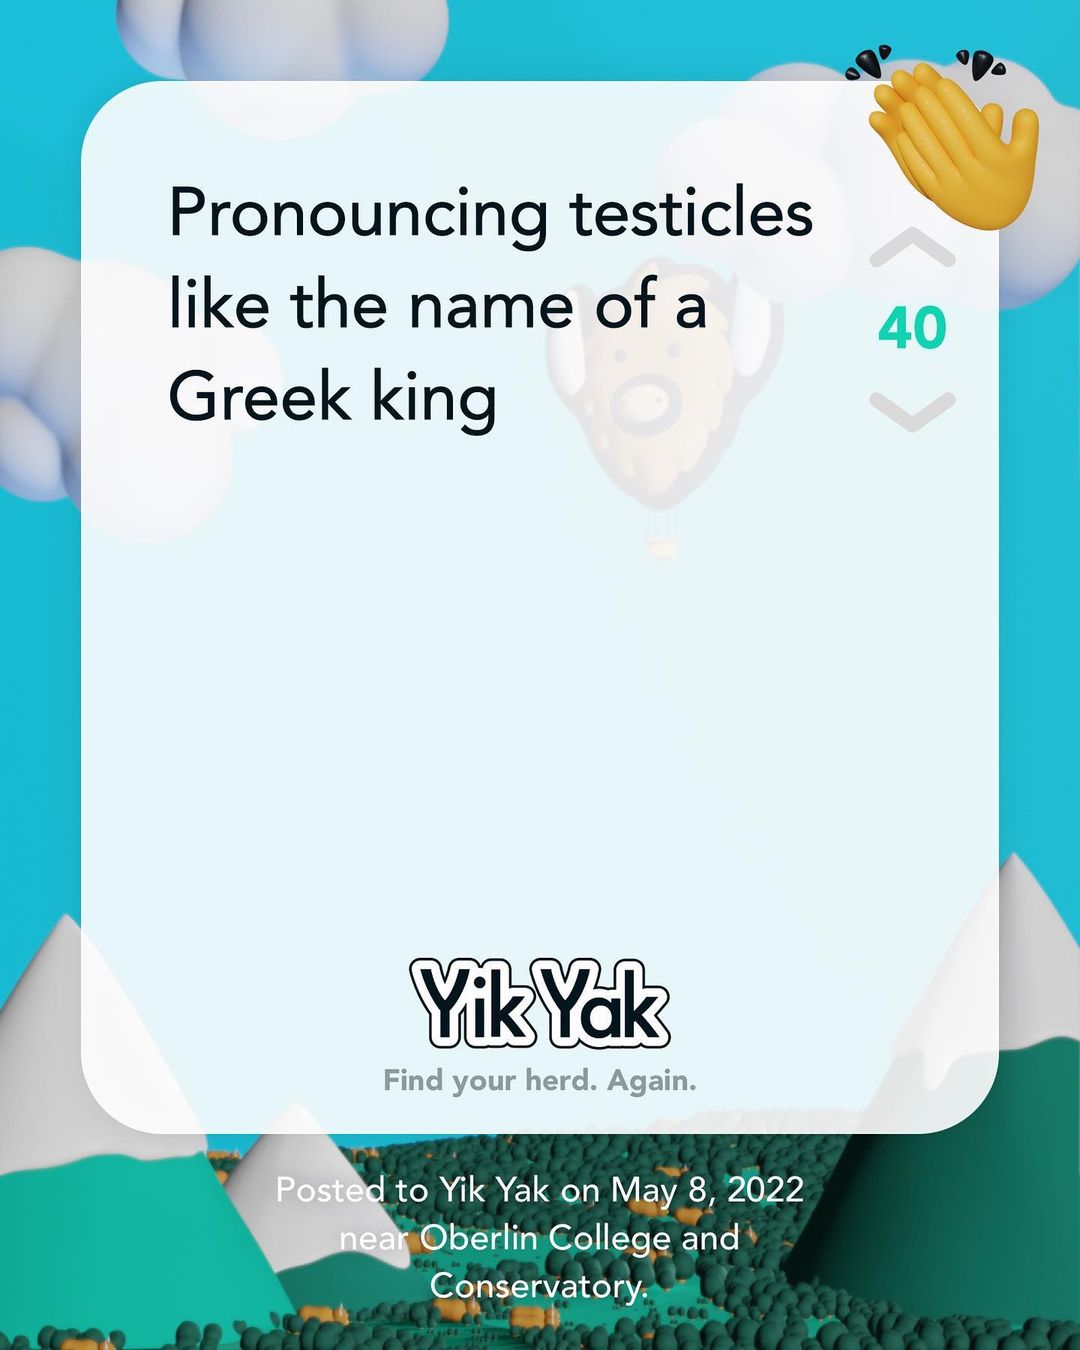 Pronouncing testicles
like the name of a
Greek king
40
Yik Yak
Find your herd. Again.
Posted to Yik Yak on May 8, 2022
near Oberlin College and
Conservatory.